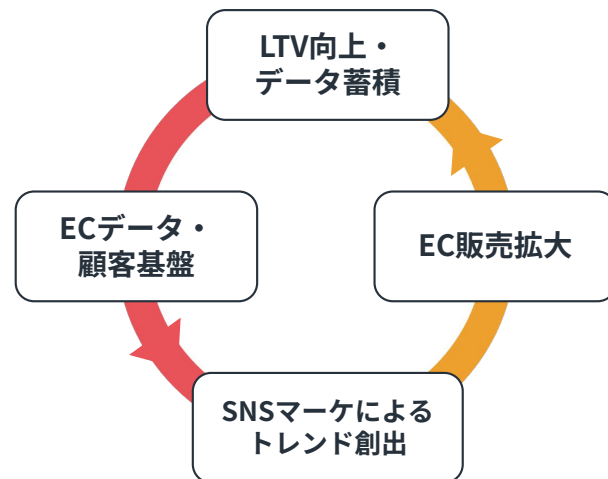 LTV向上・
データ蓄積
ECデータ・
顧客基盤
EC販売拡大
SNSマーケによる
トレンド創出